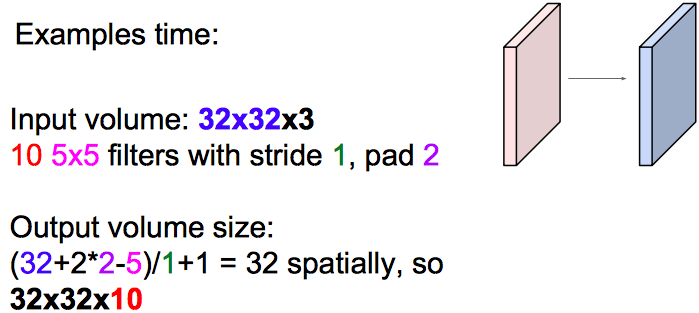 Examples time:
Input volume: 32x32x3
10 5x5 filters with stride 1, pad 2
Output volume size:
(32+2*2-5)/1+1 = 32 spatially, so
32x32x10